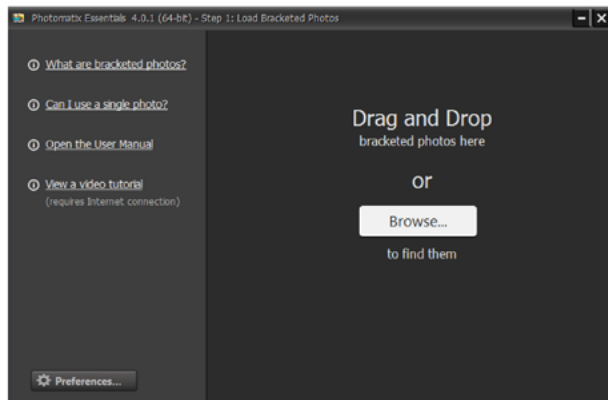 Photomatix Essentials 4.0.1 (64-bit) - Step 1: Load Bracketed Photos
What are bracketed photos?
Can I use a single photo?
Open the User Manual
View a video tutorial
(requires Internet connection)
Preferences...
Drag and Drop
bracketed photos here
or
Browse...
to find them